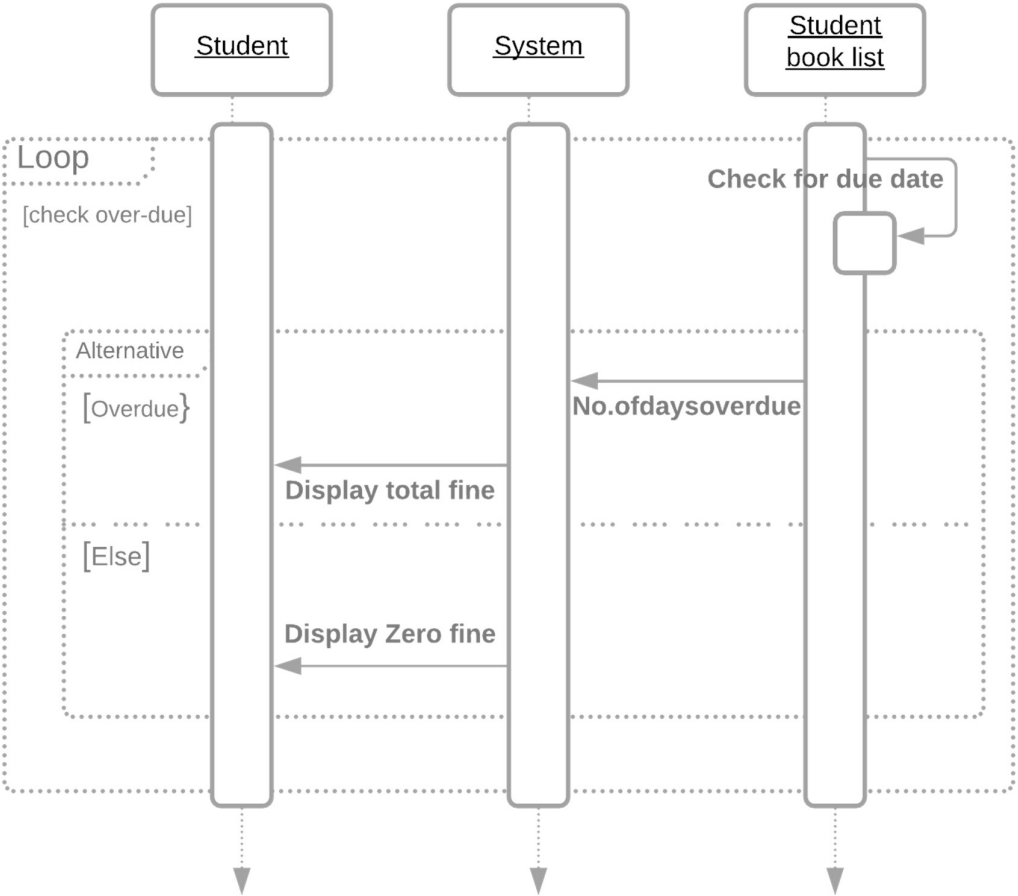 Student
System
Student
book list
Loop
Check for due date
[check over-due]
Alternative
[Overdue}
No.ofdaysoverdue
Display total fine
[Else]
Display Zero fine